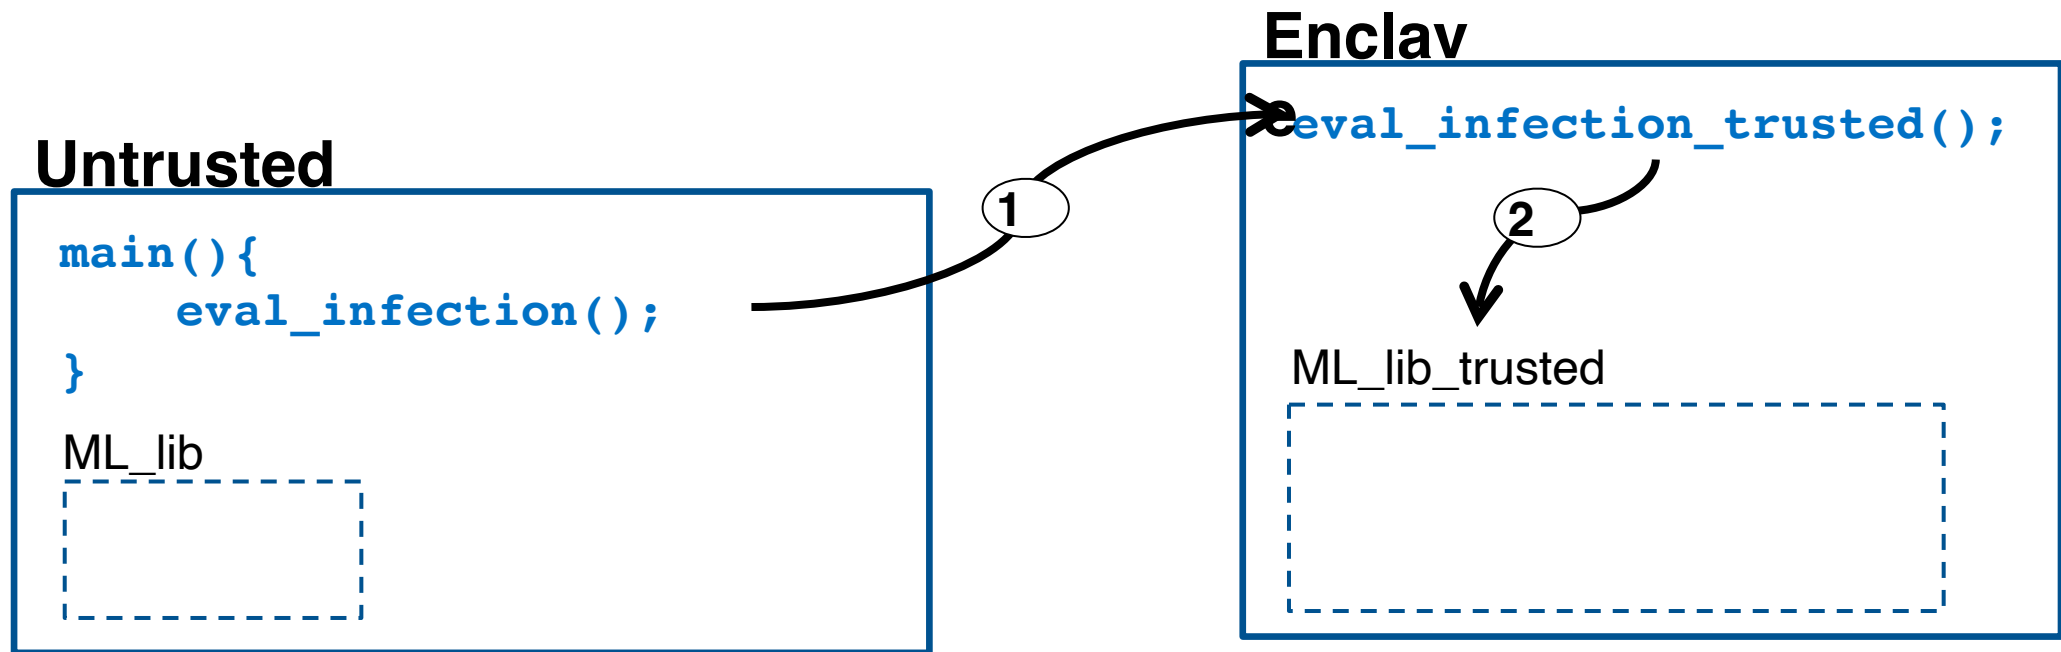 Untrusted
main(){
eval_infection();
}
ML_lib
1
Enclav
e
eval_infection_trusted();
2
ML_lib_trusted